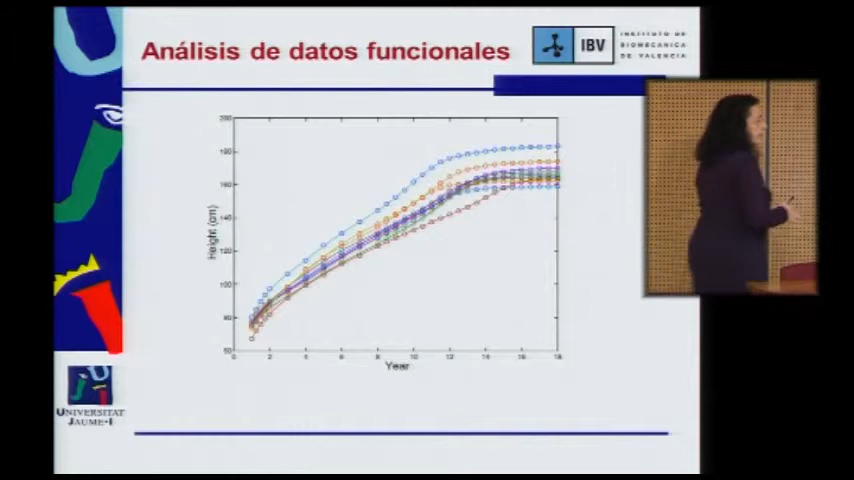 Análisis de datos funcionales
IBV
INSTITUTO DE
BIOMECÁNICA
DE VALENCIA
200
180
160
140
120
100
80
60
0 2 4 6 8 10 12 14 16 18
Height (cm)
Year
UNIVERSITAT
JAUME·I